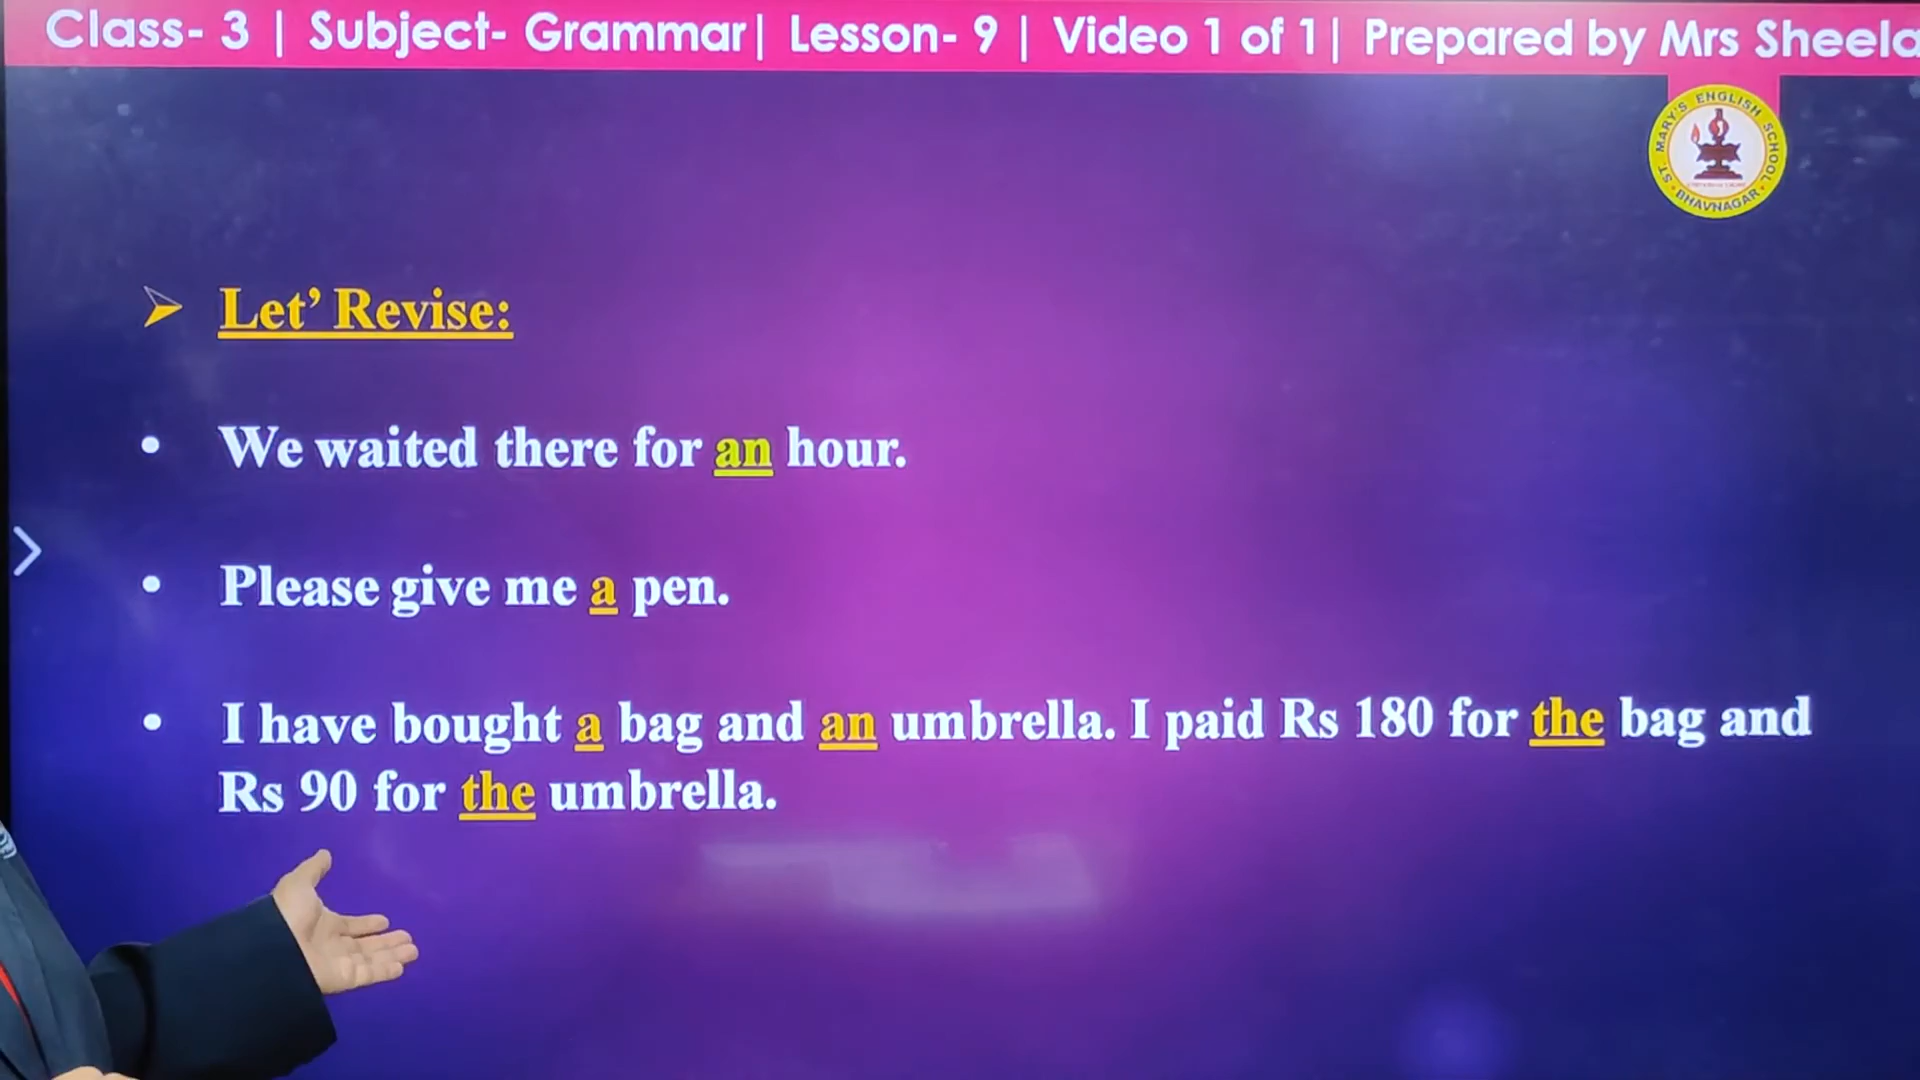 Class- 3 | Subject- Grammar| Lesson- 9 | Video 1 of 1| Prepared by Mrs Sheela
ST. MARY'S ENGLISH SCHOOL
BHAVNAGAR
➢ Let’ Revise:
• We waited there for an hour.
• Please give me a pen.
• I have bought a bag and an umbrella. I paid Rs 180 for the bag and
Rs 90 for the umbrella.